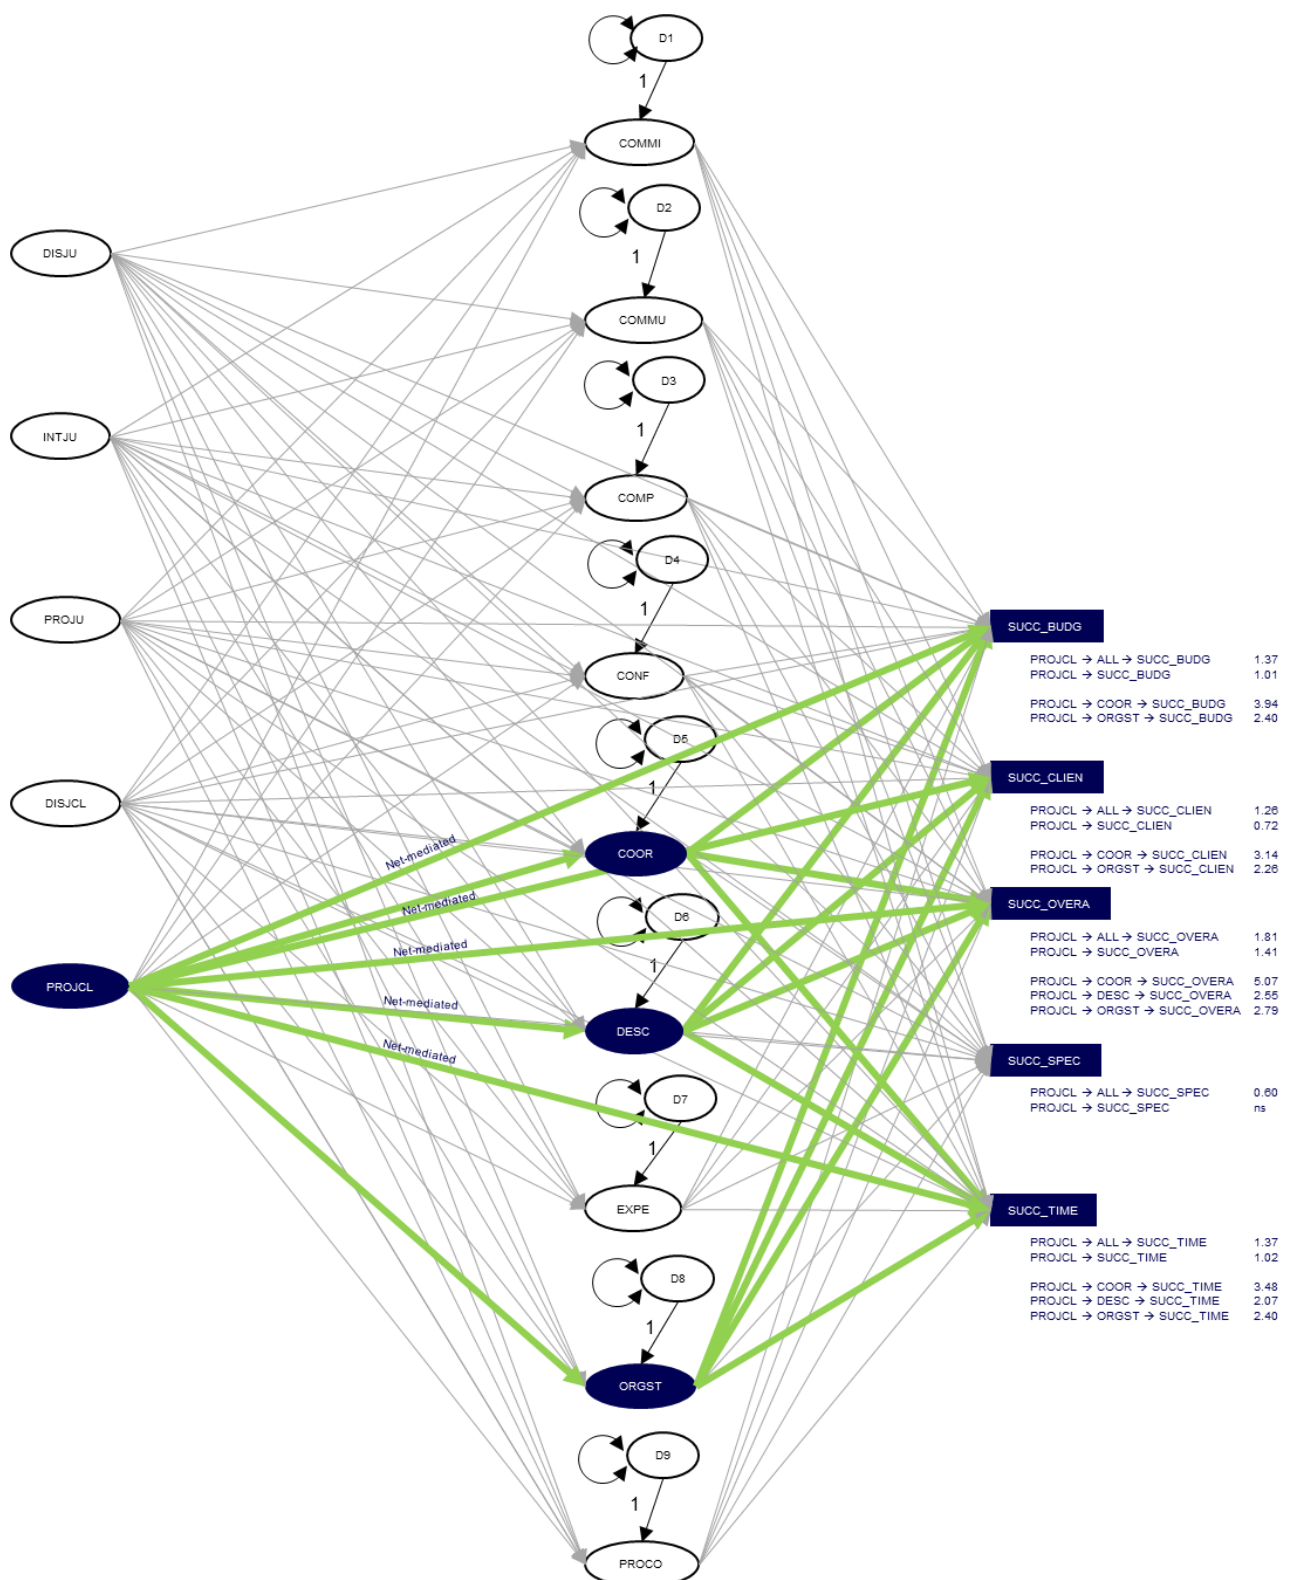 D1
1
COMMI
D2
DISJU
1
COMMU
D3
INTJU
1
COMP
D4
1
PROJU
SUCC_BUDG
PROJCL → ALL → SUCC_BUDG 1.37
PROJCL → SUCC_BUDG 1.01
CONF
PROJCL → COOR → SUCC_BUDG 3.94
PROJCL → ORGST → SUCC_BUDG 2.40
D5
SUCC_CLIEN
1
DISJCL
PROJCL → ALL → SUCC_CLIEN 1.26
PROJCL → SUCC_CLIEN 0.72
Net-mediated
COOR
PROJCL → COOR → SUCC_CLIEN 3.14
PROJCL → ORGST → SUCC_CLIEN 2.26
Net-mediated
SUCC_OVERA
D6
Net-mediated
PROJCL → ALL → SUCC_OVERA 1.81
PROJCL → SUCC_OVERA 1.41
1
PROJCL
PROJCL → COOR → SUCC_OVERA 5.07
PROJCL → DESC → SUCC_OVERA 2.55
PROJCL → ORGST → SUCC_OVERA 2.79
Net-mediated
DESC
Net-mediated
SUCC_SPEC
PROJCL → ALL → SUCC_SPEC 0.60
PROJCL → SUCC_SPEC ns
D7
1
EXPE
SUCC_TIME
PROJCL → ALL → SUCC_TIME 1.37
PROJCL → SUCC_TIME 1.02
D8
PROJCL → COOR → SUCC_TIME 3.48
PROJCL → DESC → SUCC_TIME 2.07
PROJCL → ORGST → SUCC_TIME 2.40
1
ORGST
D9
1
PROCO